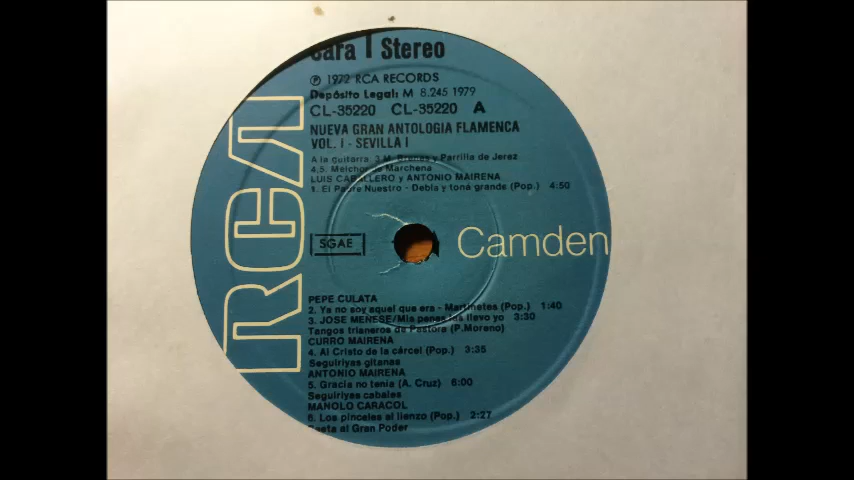 Cara 1 Stereo
Ⓟ 1972 RCA RECORDS
Depósito Legal: M 8.245 1979
CL-35220 CL-35220 A
NUEVA GRAN ANTOLOGIA FLAMENCA
VOL. I - SEVILLA I
A la guitarra, 3 M. Brenes y Parrilla de Jerez
4,5. Melchor de Marchena
LUIS CABALLERO y ANTONIO MAIRENA
1. El Padre Nuestro - Debla y toná grande (Pop.) 4:50
RCA
SGAE
Camden
PEPE CULATA
2. Ya no soy aquel que era - Martinetes (Pop.) 1:40
3. JOSE MENESE/Mis penas las llevo yo 3:30
Tangos trianeros de Pastora (P.Moreno)
CURRO MAIRENA
4. Al Cristo de la cárcel (Pop.) 3:35
Seguiriyas gitanas
ANTONIO MAIRENA
5. Gracia no tenía (A. Cruz) 6:00
Seguiriyas cabales
MANOLO CARACOL
6. Los pinceles al lienzo (Pop.) 2:27
Saeta al Gran Poder